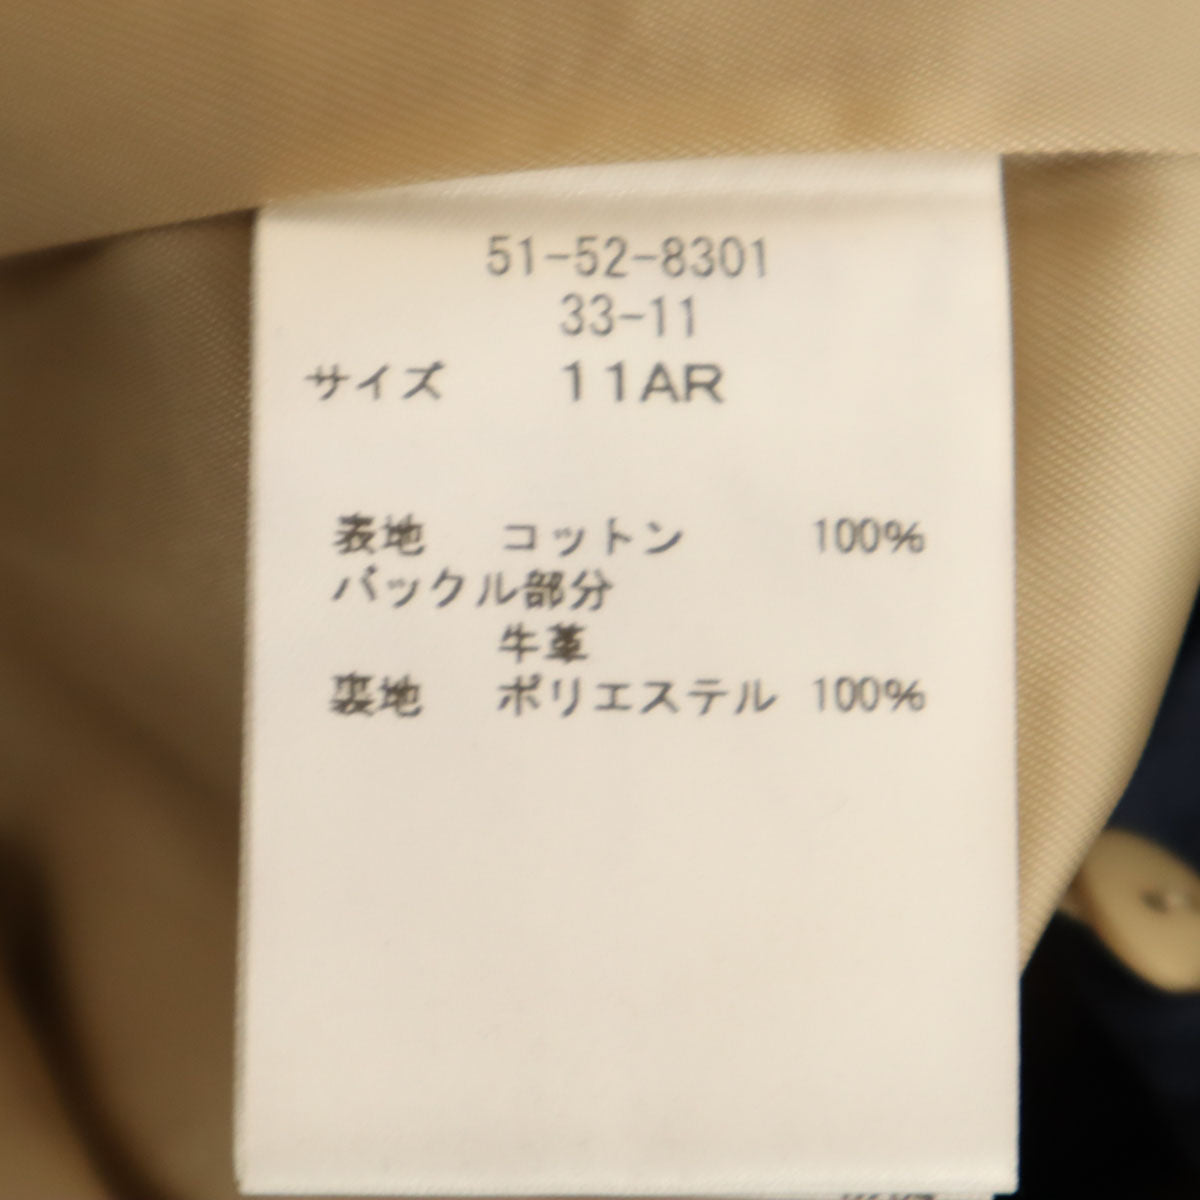 51-52-8301
33-11
サイズ 11AR
表地 コットン 100%
バックル部分
牛革
裏地 ポリエステル 100%